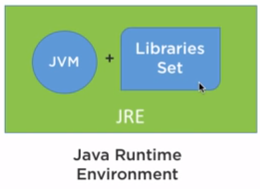 JVM + Libraries
Set
JRE
Java Runtime
Environment